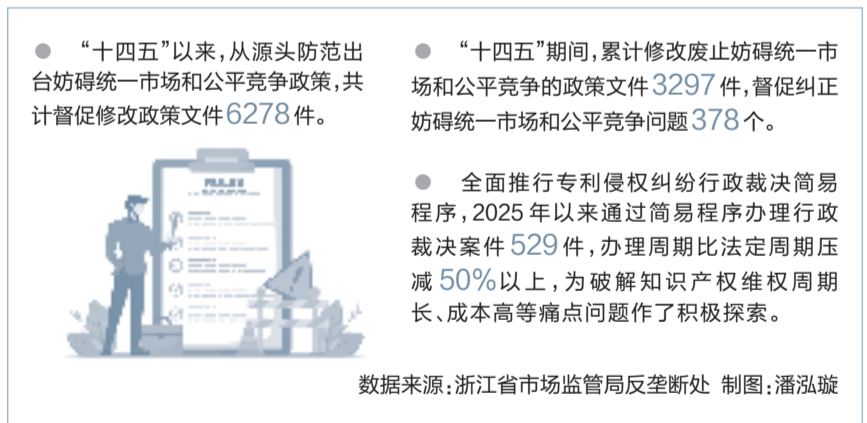 ● “十四五”以来，从源头防范出
台妨碍统一市场和公平竞争政策，共
计督促修改政策文件6278件。
● “十四五”期间，累计修改废止妨碍统一市
场和公平竞争的政策文件3297件，督促纠正
妨碍统一市场和公平竞争问题378个。
● 全面推行专利侵权纠纷行政裁决简易
程序，2025年以来通过简易程序办理行政
裁决案件529件，办理周期比法定周期压
减50%以上，为破解知识产权维权周期
长、成本高等痛点问题作了积极探索。
RULES
数据来源：浙江省市场监管局反垄断处 制图：潘泓璇